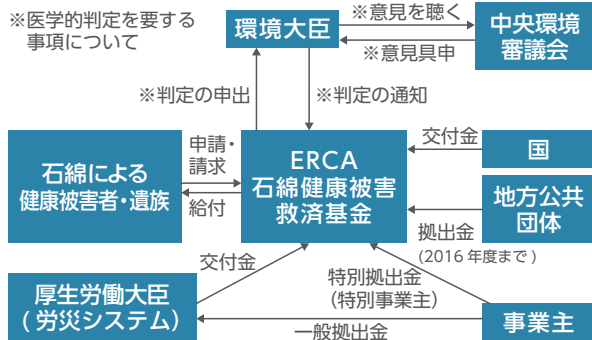 ※医学的判定を要する
事項について
環境大臣
※意見を聴く
※意見具申
中央環境
審議会
※判定の申出
※判定の通知
石綿による
健康被害者・遺族
申請・
請求
給付
ERCA
石綿健康被害
救済基金
交付金
国
地方公共
団体
拠出金
(2016年度まで)
交付金
特別拠出金
(特別事業主)
厚生労働大臣
(労災システム)
一般拠出金
事業主